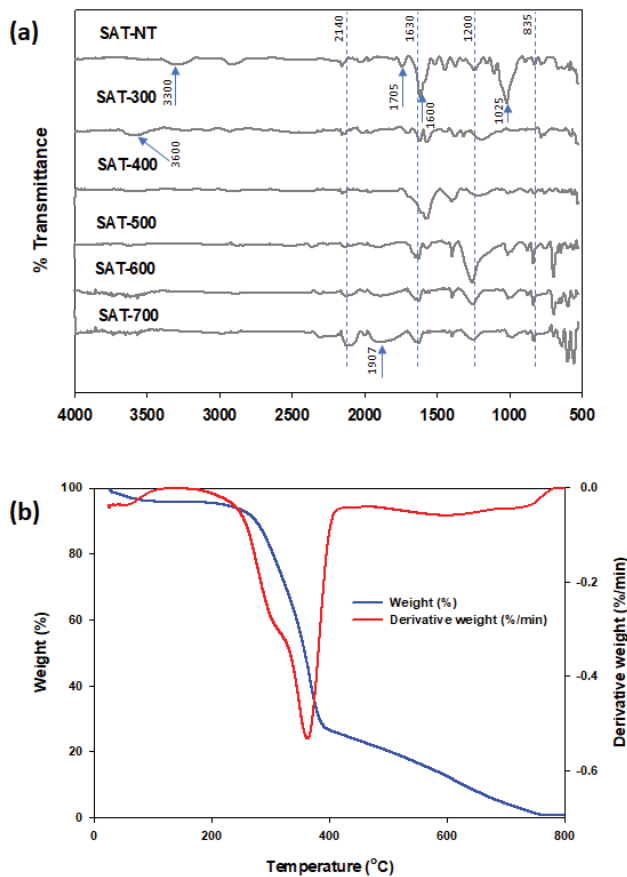 (a)
SAT-NT
SAT-300
SAT-400
SAT-500
SAT-600
SAT-700
2140
1630
1200
835
3300
1705
1600
1025
3600
1907
% Transmittance
4000 3500 3000 2500 2000 1500 1000 500
(b)
100
80
60
40
20
0
Weight (%)
Weight (%)
Derivative weight (%/min)
0.0
-0.2
-0.4
-0.6
Derivative weight (%/min)
0 200 400 600 800
Temperature (°C)